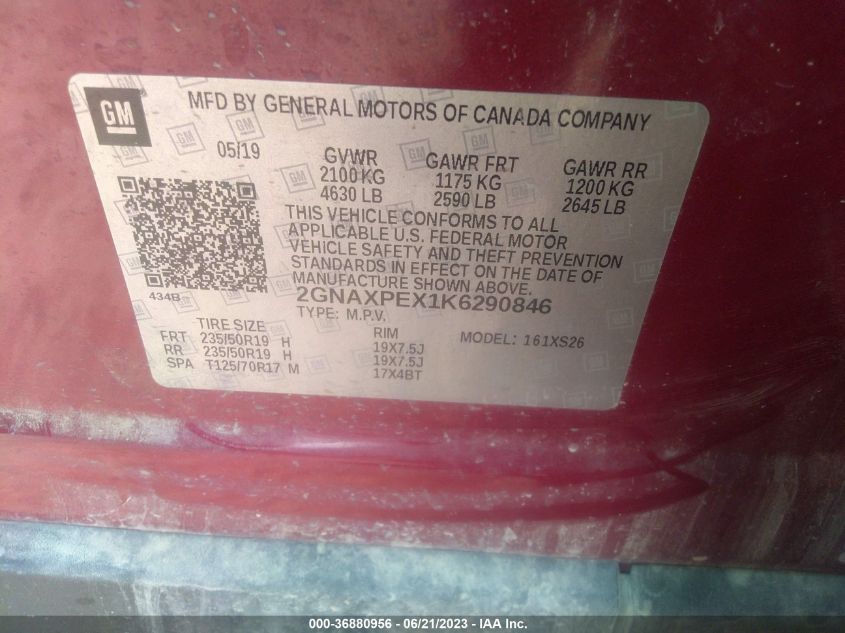 GM
MFD BY GENERAL MOTORS OF CANADA COMPANY
05/19 GVWR GAWR FRT GAWR RR
2100 KG 1175 KG 1200 KG
4630 LB 2590 LB 2645 LB
THIS VEHICLE CONFORMS TO ALL
APPLICABLE U.S. FEDERAL MOTOR
VEHICLE SAFETY AND THEFT PREVENTION
STANDARDS IN EFFECT ON THE DATE OF
MANUFACTURE SHOWN ABOVE.
434B 2GNAXPEX1K6290846
TYPE: M.P.V.
TIRE SIZE RIM MODEL: 161XS26
FRT 235/50R19 H 19X7.5J
RR 235/50R19 H 19X7.5J
SPA T125/70R17 M 17X4BT
100 -36880956 - 06/21/2023 - IAA Inc.